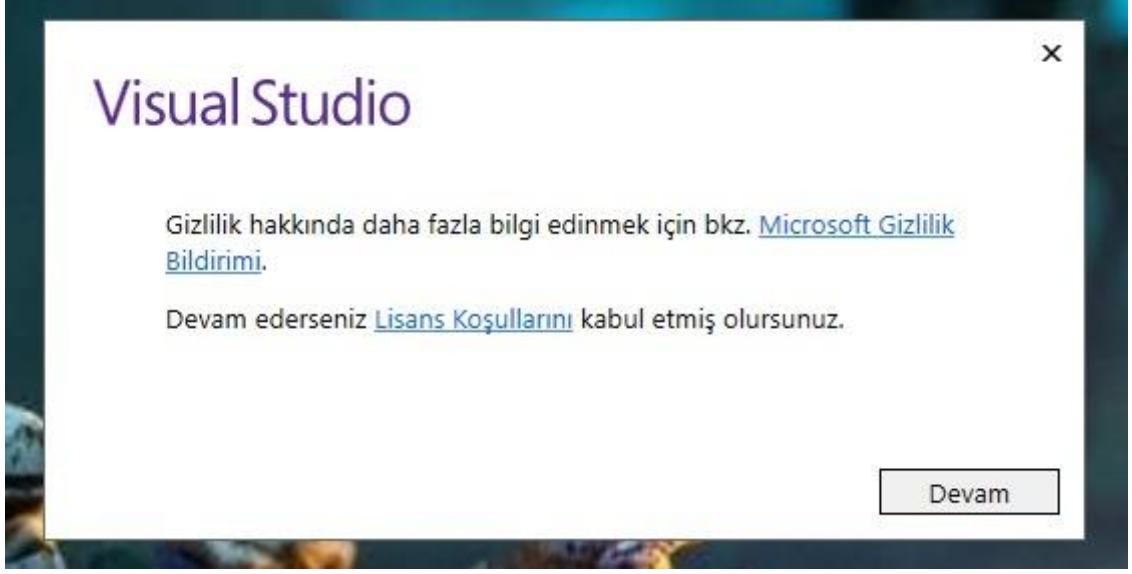 Visual Studio
Gizlilik hakkında daha fazla bilgi edinmek için bkz. Microsoft Gizlilik
Bildirimi.
Devam ederseniz Lisans Koşullarını kabul etmiş olursunuz.
Devam